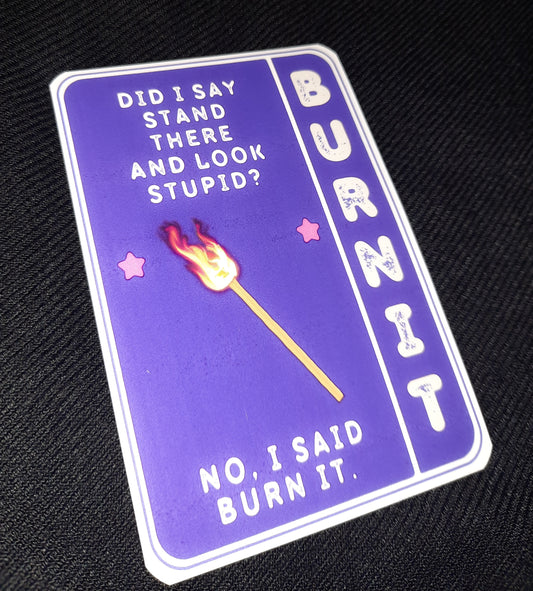 DID I SAY
STAND
THERE
AND LOOK
STUPID?
NO, I SAID
BURN IT.
BURN IT